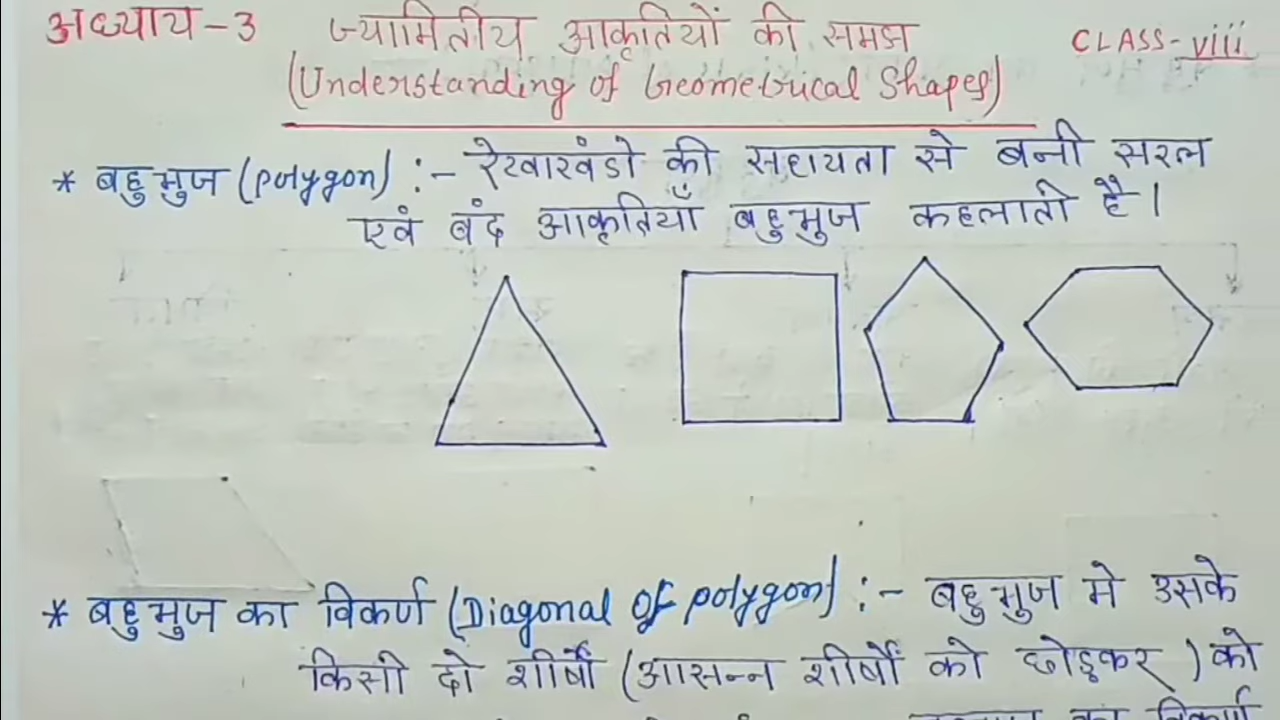 अध्याय-3 ज्यामितीय आकृतियों की समझ CLASS-viii
(Understanding of Geometrical Shapes)
* बहुभुज (polygon) :- रेखाखंडो की सहायता से बनी सरल
एवं बंद आकृतियाँ बहुभुज कहलाती है।
* बहुभुज का विकर्ण (Diagonal of polygon) :- बहुभुज मे उसके
किसी दो शीर्षों (आसन्न शीर्षों को छोड़कर) को
का विकर्ण